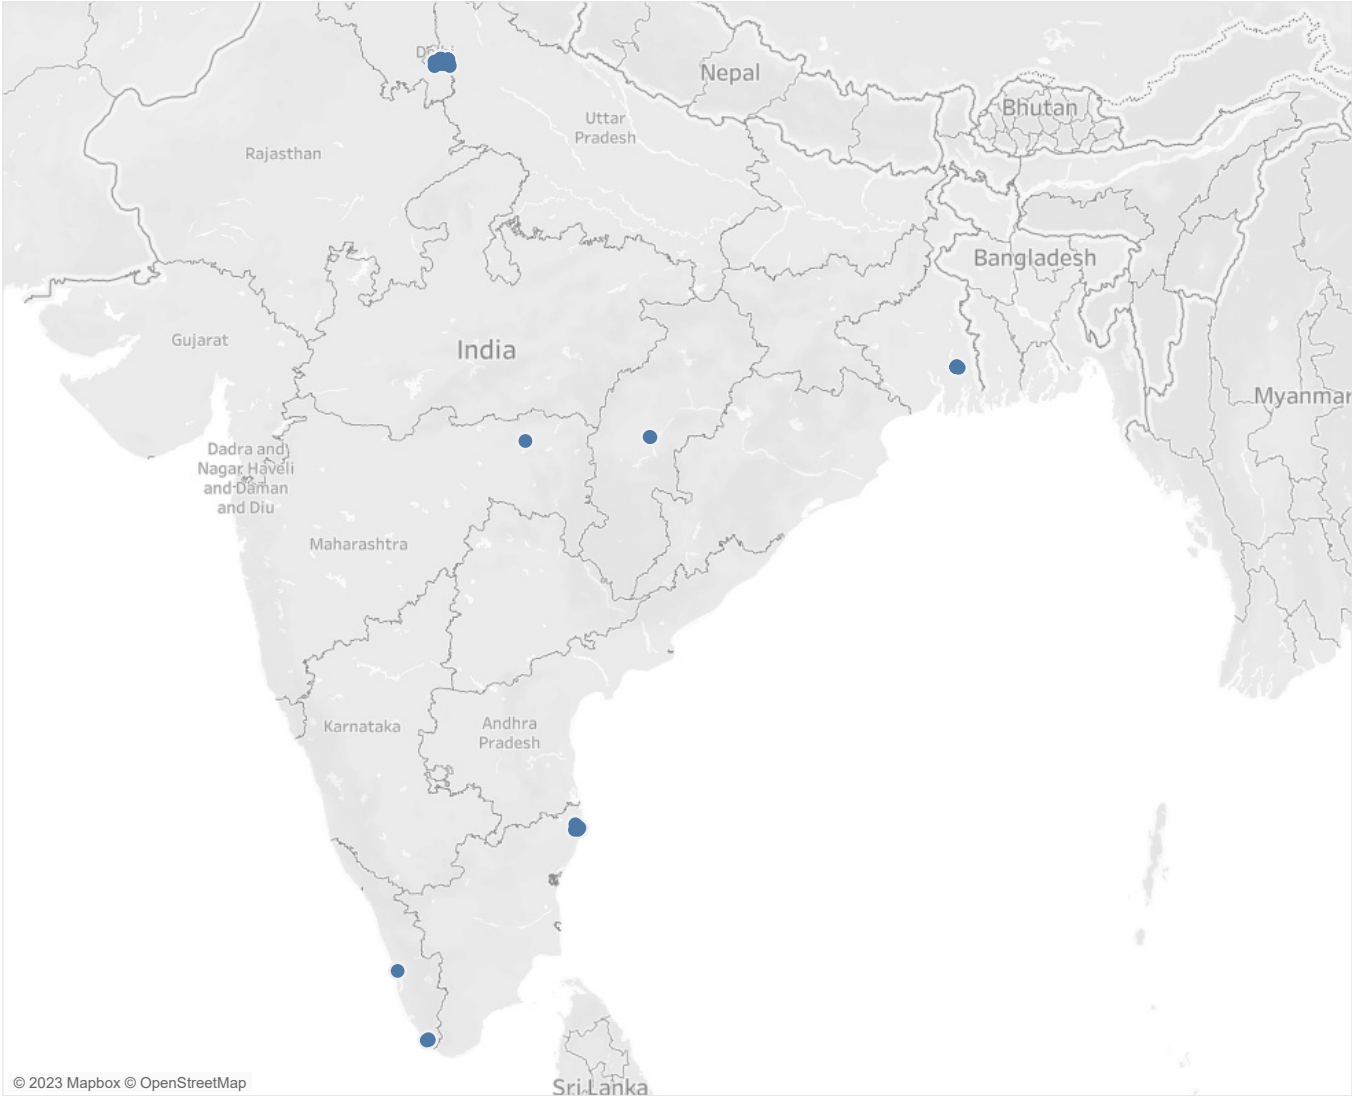 Delhi
Nepal
Bhutan
Uttar
Pradesh
Rajasthan
Bangladesh
Gujarat
India
Myanmar
Dadra and
Nagar Haveli
and Daman
and Diu
Maharashtra
Karnataka
Andhra
Pradesh
Sri Lanka
© 2023 Mapbox © OpenStreetMap